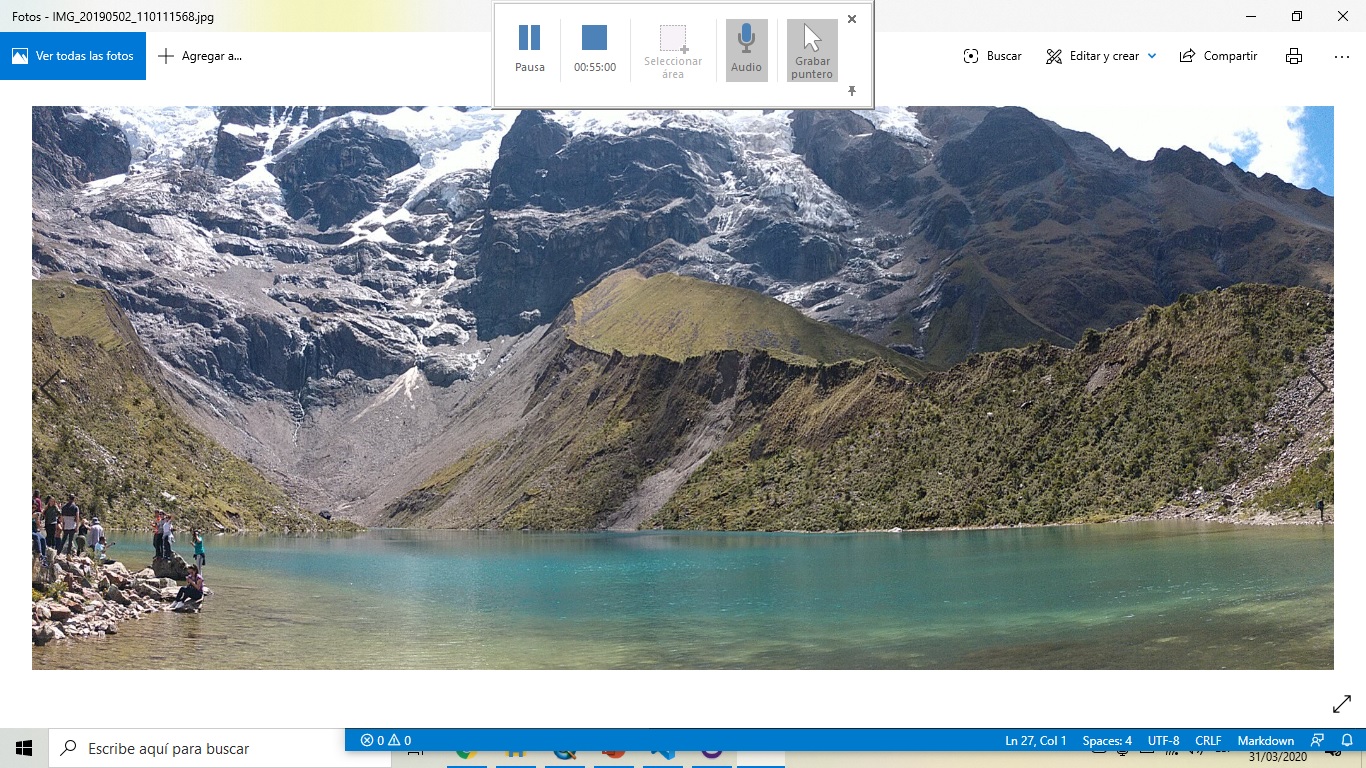 Fotos - IMG_20190502_110111568.jpg
Ver todas las fotos
Agregar a...
Pausa
00:55:00
Seleccionar
área
Audio
Grabar
puntero
Buscar
Editar y crear
Compartir
Escribe aquí para buscar
0
0
Ln 27, Col 1
Spaces: 4
UTF-8
CRLF
Markdown
31/03/2020